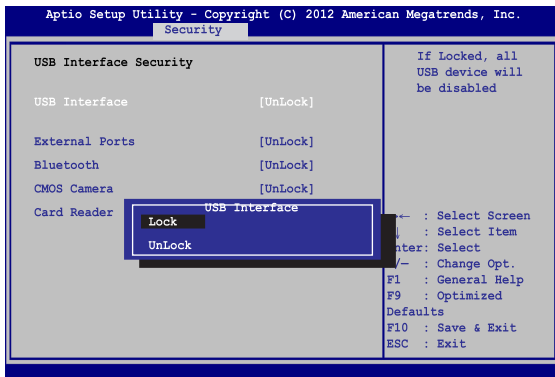 Aptio Setup Utility - Copyright (C) 2012 American Megatrends, Inc.
Security
USB Interface Security
USB Interface [UnLock]
External Ports [UnLock]
Bluetooth [UnLock]
CMOS Camera [UnLock]
Card Reader
USB Interface
Lock
UnLock
If Locked, all
USB device will
be disabled
← : Select Screen
: Select Item
nter: Select
/— : Change Opt.
F1 : General Help
F9 : Optimized
Defaults
F10 : Save & Exit
ESC : Exit